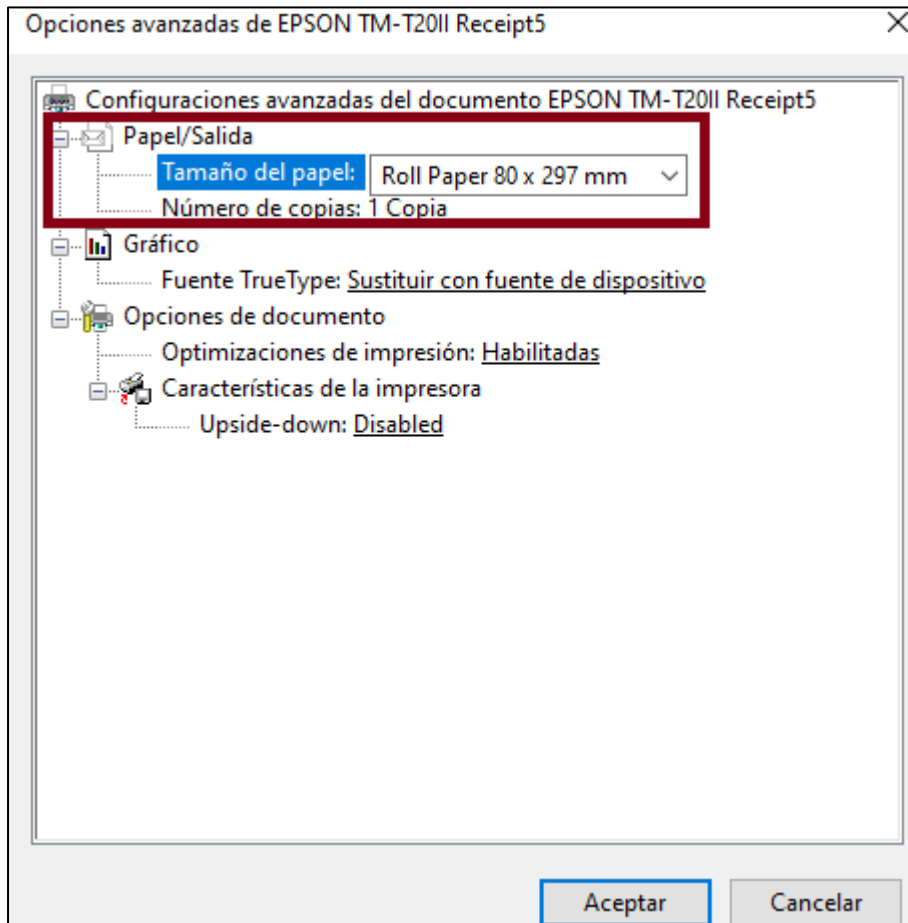 Opciones avanzadas de EPSON TM-T20II Receipt5
Configuraciones avanzadas del documento EPSON TM-T20II Receipt5
Papel/Salida
Tamaño del papel: Roll Paper 80 x 297 mm
Número de copias: 1 Copia
Gráfico
Fuente TrueType: Sustituir con fuente de dispositivo
Opciones de documento
Optimizaciones de impresión: Habilitadas
Características de la impresora
Upside-down: Disabled
Aceptar Cancelar